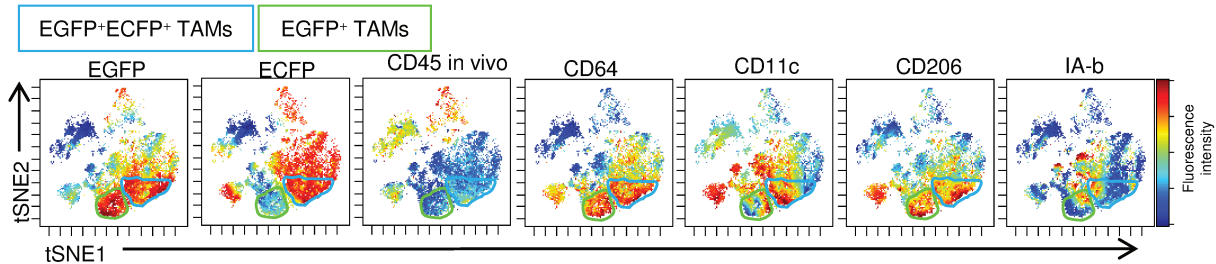 EGFP⁺ECFP⁺ TAMs EGFP⁺ TAMs
EGFP ECFP CD45 in vivo CD64 CD11c CD206 IA-b
tSNE2
Fluorescence
intensity
tSNE1